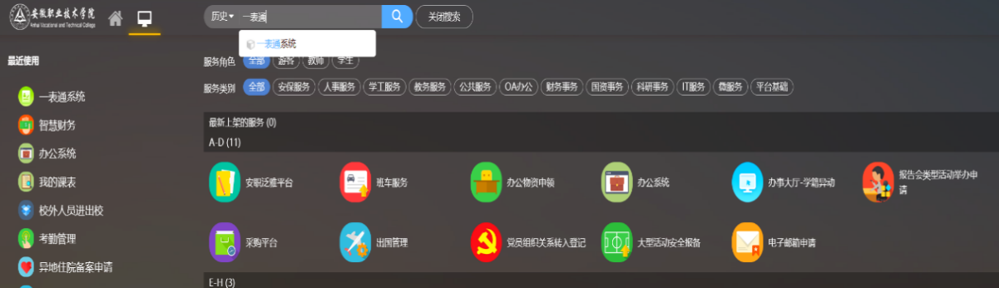 安徽职业技术学院
Anhui Vocational and Technical College
历史 一表通 关闭搜索
一表通系统
最近使用
一表通系统
智慧财务
办公系统
我的课表
校外人员进出校
考勤管理
异地住院备案申请
服务角色 全部 游客 教师 学生
服务类别 全部 安保服务 人事服务 学工服务 教务服务 公共服务 OA办公 财务事务 国资事务 科研事务 IT服务 微服务 平台基础
最新上架的服务 (0)
A-D (11)
安职泛雅平台 班车服务 办公物资申领 办公系统 办事大厅-学籍异动 报告会类型活动举办申
请
采购平台 出国管理 党员组织关系转入登记 大型活动安全报备 电子邮箱申请
E-H (3)